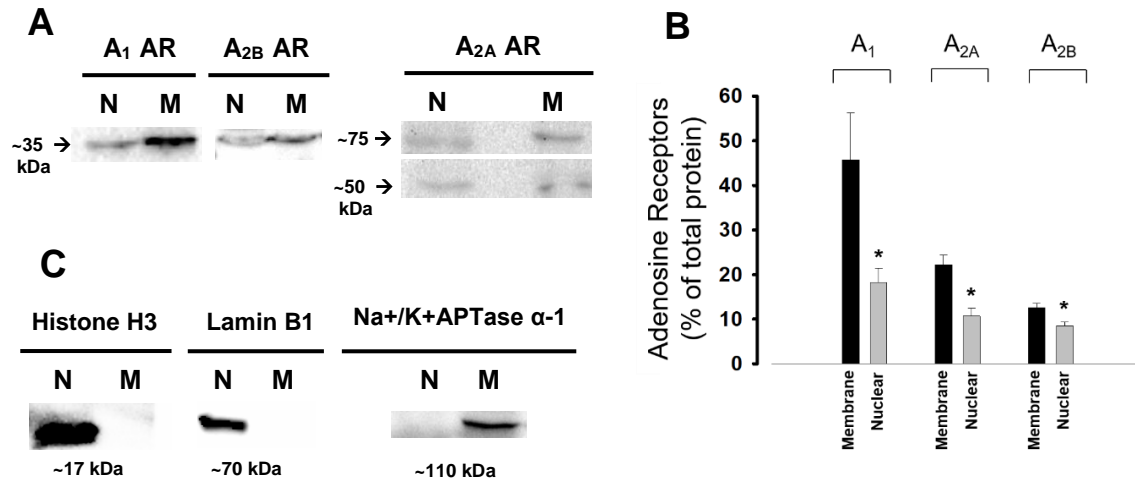 A
A₁ AR
A₂B AR
A₂A AR
N M
N M
N M
~35 →
kDa
~75 →
~50 →
kDa
C
Histone H3
Lamin B1
Na+/K+APTase α-1
N M
N M
N M
~17 kDa
~70 kDa
~110 kDa
B
A₁
A₂A
A₂B
Adenosine Receptors
(% of total protein)
60
50
40
30
20
10
0
*
*
*
Membrane
Nuclear
Membrane
Nuclear
Membrane
Nuclear